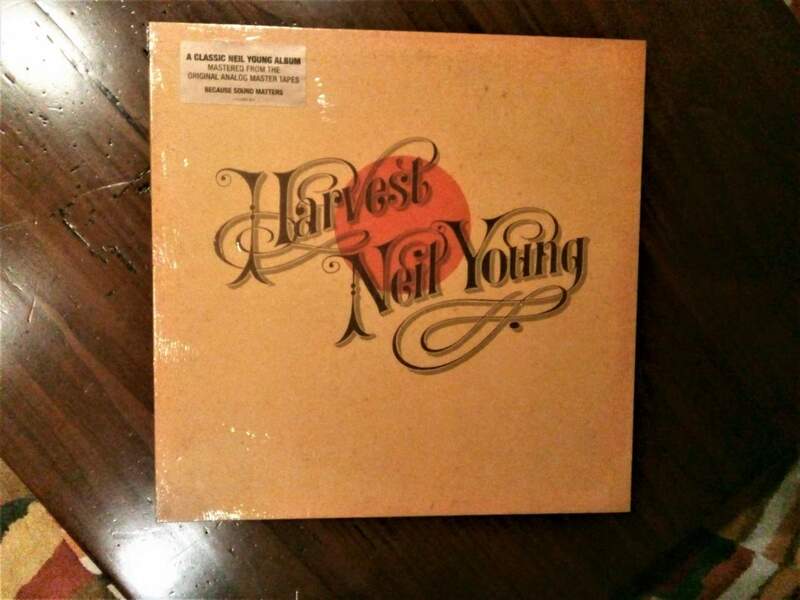 A CLASSIC NEIL YOUNG ALBUM
MASTERED FROM THE
ORIGINAL ANALOG MASTER TAPES
BECAUSE SOUND MATTERS
Harvest
Neil Young